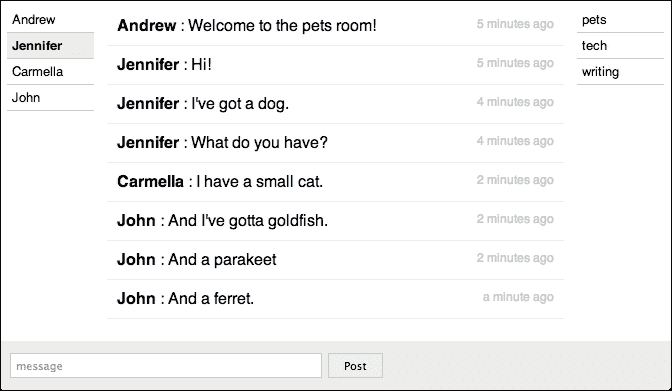 Andrew
Jennifer
Carmella
John
Andrew : Welcome to the pets room! 5 minutes ago
Jennifer : Hi! 5 minutes ago
Jennifer : I've got a dog. 4 minutes ago
Jennifer : What do you have? 4 minutes ago
Carmella : I have a small cat. 2 minutes ago
John : And I've gotta goldfish. 2 minutes ago
John : And a parakeet 2 minutes ago
John : And a ferret. a minute ago
pets
tech
writing
message
Post